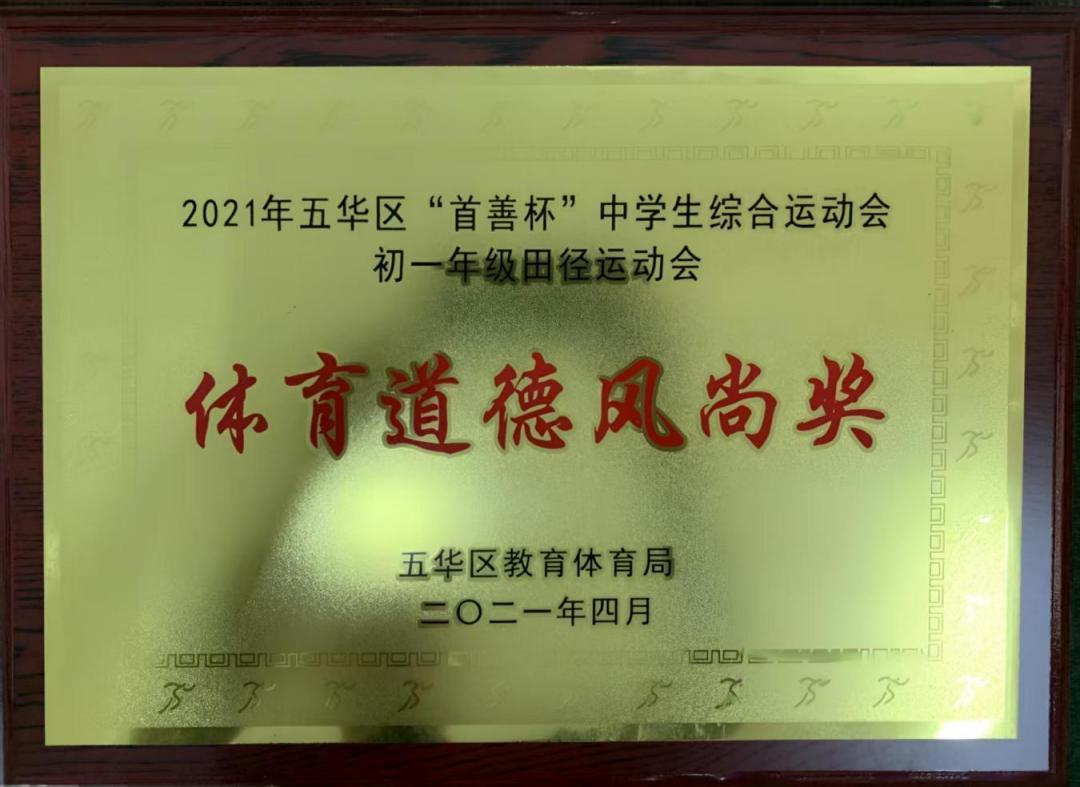 2021年五华区“首善杯”中学生综合运动会
初一年级田径运动会
体育道德风尚奖
五华区教育体育局
二〇二一年四月